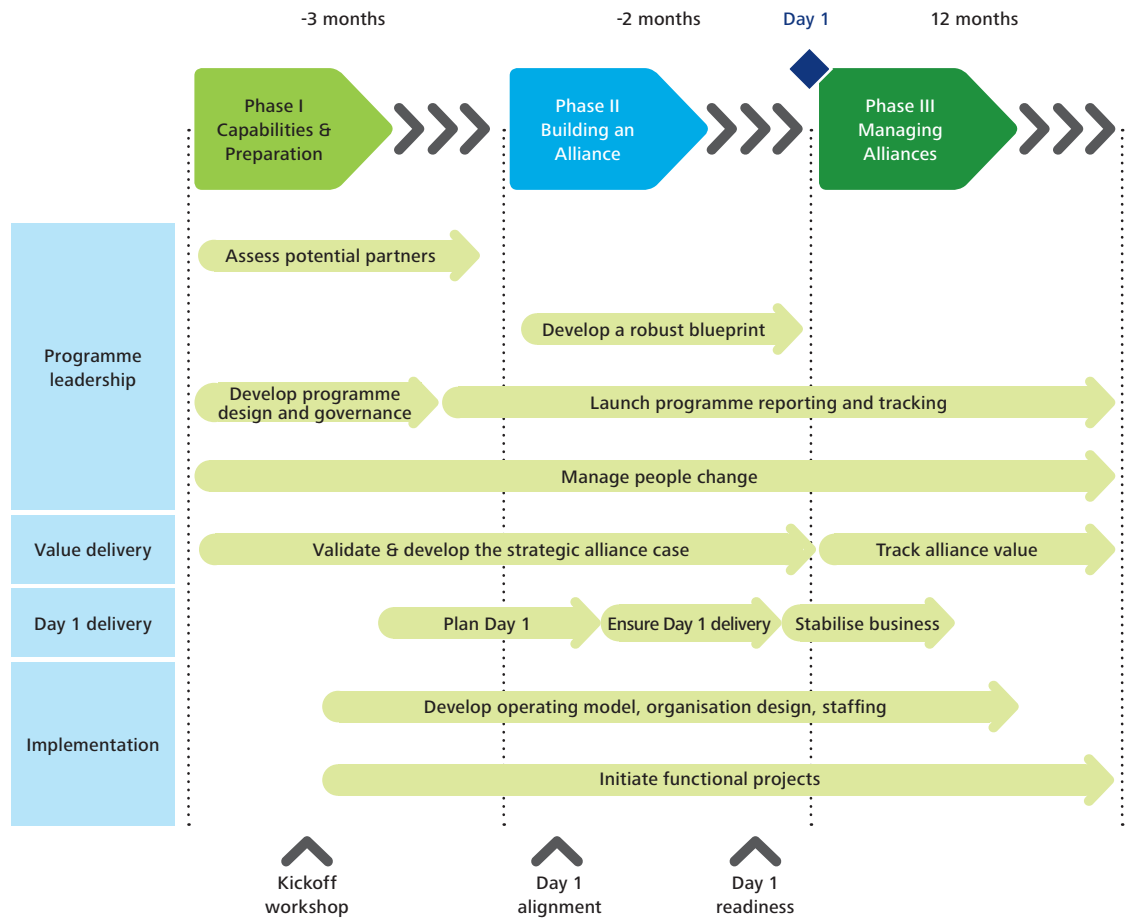 -3 months
-2 months
Day 1
12 months
Phase I
Capabilities &
Preparation
Phase II
Building an
Alliance
Phase III
Managing
Alliances
Programme
leadership
Assess potential partners
Develop a robust blueprint
Develop programme
design and governance
Launch programme reporting and tracking
Manage people change
Value delivery
Validate & develop the strategic alliance case
Track alliance value
Day 1 delivery
Plan Day 1
Ensure Day 1 delivery
Stabilise business
Implementation
Develop operating model, organisation design, staffing
Initiate functional projects
Kickoff
workshop
Day 1
alignment
Day 1
readiness